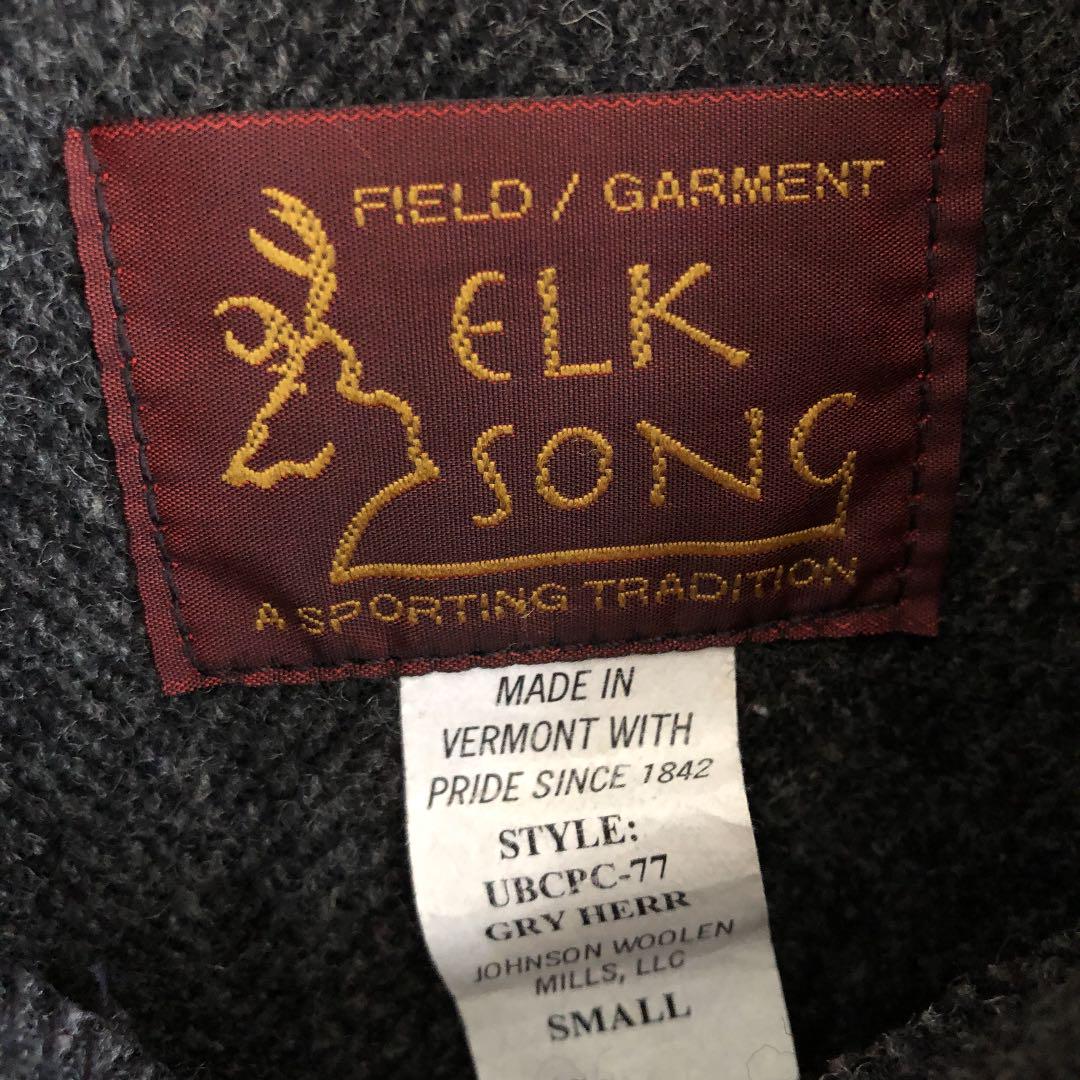 FIELD / GARMENT
ELK
SONG
A SPORTING TRADITION
MADE IN
VERMONT WITH
PRIDE SINCE 1842
STYLE:
UBCPC-77
GRY HERR
JOHNSON WOOLEN
MILLS, LLC
SMALL